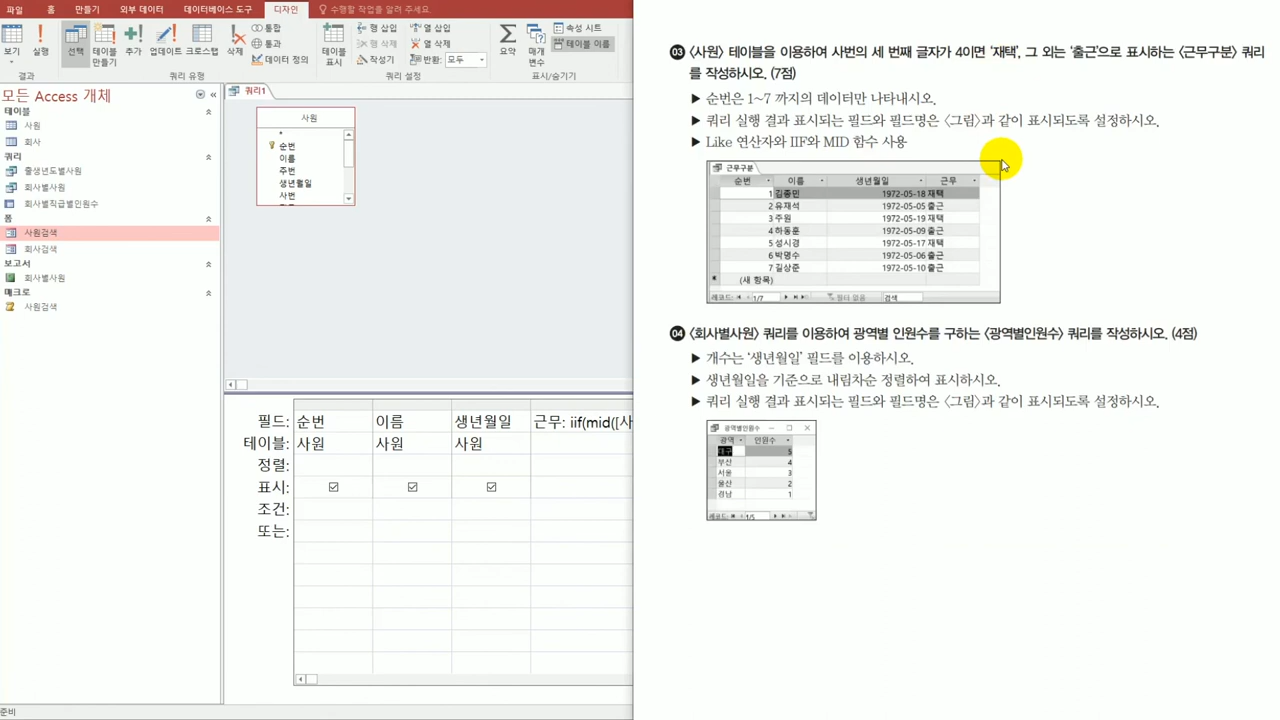 파일 홈 만들기 외부 데이터 데이터베이스 도구 디자인 수행할 작업을 알려 주세요.
보기
실행
선택
테이블
만들기
추가
업데이트
크로스탭
삭제
통합
통과
데이터 정의
테이블
표시
행 삽입
행 삭제
작성기
열 삽입
열 삭제
반환: 모두
요약
매개
변수
속성 시트
테이블 이름
결과
쿼리 유형
쿼리 설정
표시/숨기기
모든 Access 개체
테이블
사원
회사
쿼리
출생년도별사원
회사별사원
회사별직급별인원수
폼
사원검색
회사검색
보고서
회사별사원
매크로
사원검색
준비
쿼리1
사원
*
순번
이름
주번
생년월일
사번
필드: 순번 이름 생년월일 근무: iif(mid([사
테이블: 사원 사원 사원
정렬:
표시:
조건:
또는:
03 〈사원〉 테이블을 이용하여 사번의 세 번째 글자가 4이면 '재택', 그 외는 '출근'으로 표시하는 〈근무구분〉 쿼리
를 작성하시오. (7점)
▶ 순번은 1~7 까지의 데이터만 나타내시오.
▶ 쿼리 실행 결과 표시되는 필드와 필드명은 〈그림〉과 같이 표시되도록 설정하시오.
▶ Like 연산자와 IIF와 MID 함수 사용
근무구분
순번 이름 생년월일 근무
1 김종민 1972-05-18 재택
2 유재석 1972-05-05 출근
3 주원 1972-05-19 재택
4 하동훈 1972-05-09 출근
5 성시경 1972-05-17 재택
6 박명수 1972-05-06 출근
7 길상준 1972-05-10 출근
* (새 항목)
레코드: 1/7 필터 없음 검색
04 〈회사별사원〉 쿼리를 이용하여 광역별 인원수를 구하는 〈광역별인원수〉 쿼리를 작성하시오. (4점)
▶ 개수는 '생년월일' 필드를 이용하시오.
▶ 생년월일을 기준으로 내림차순 정렬하여 표시하시오.
▶ 쿼리 실행 결과 표시되는 필드와 필드명은 〈그림〉과 같이 표시되도록 설정하시오.
광역별인원수
광역 인원수
대구 5
부산 4
서울 3
울산 2
경남 1
레코드: 1/5